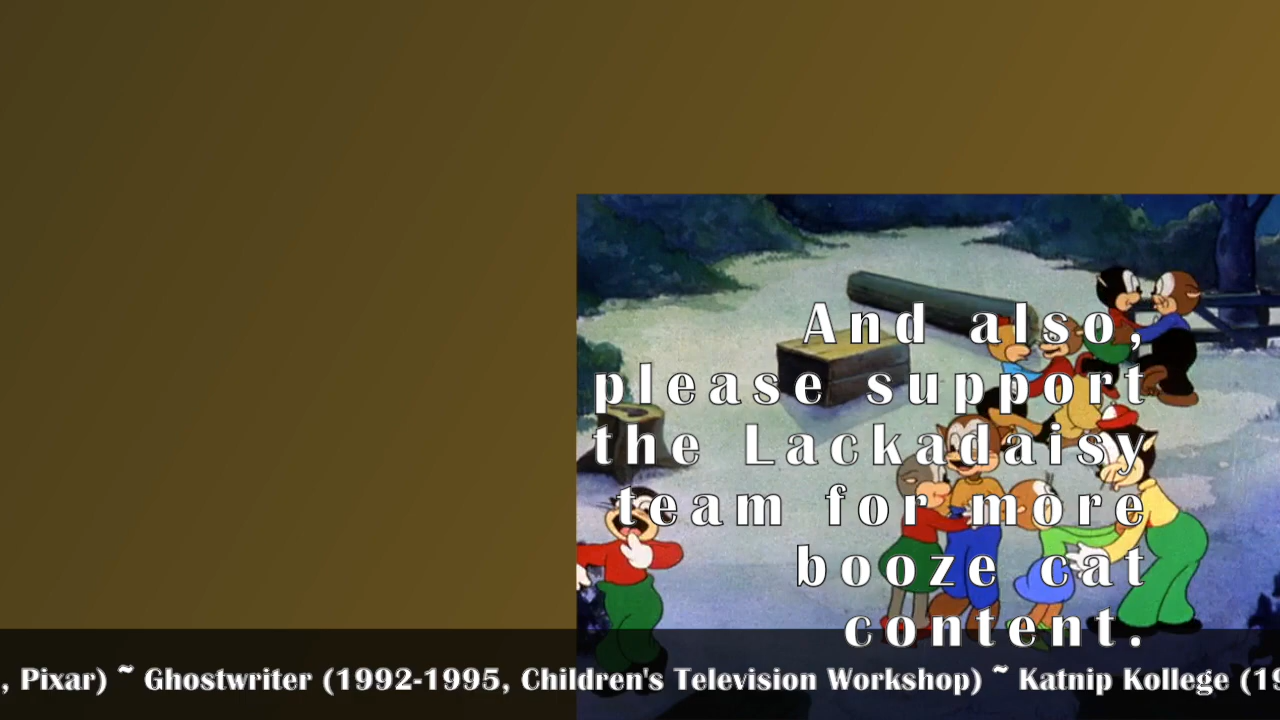 And also,
please support
the Lackadaisy
team for more
booze cat
content.
, Pixar) ~ Ghostwriter (1992-1995, Children's Television Workshop) ~ Katnip Kollege (19